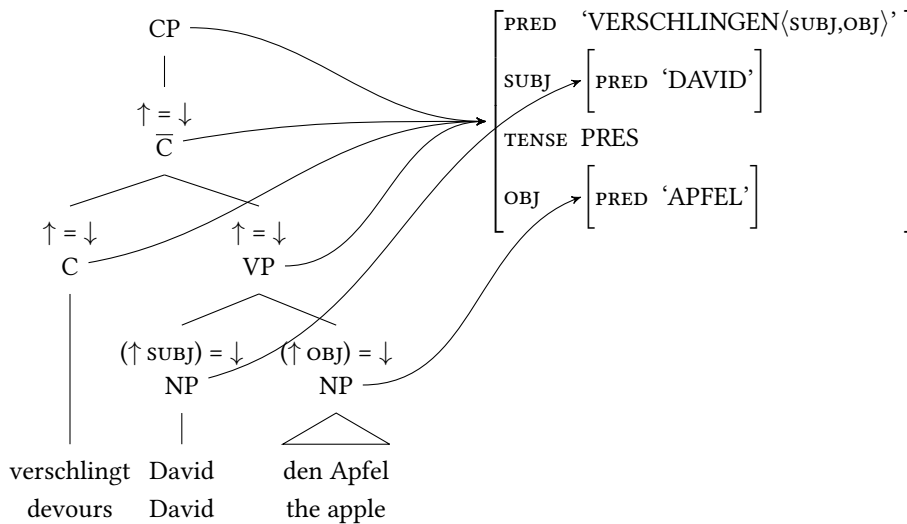 CP
↑ = ↓
C̅
↑ = ↓ ↑ = ↓
C VP
(↑ SUBJ) = ↓ (↑ OBJ) = ↓
NP NP
verschlingt David den Apfel
devours David the apple
PRED ‘VERSCHLINGEN⟨SUBJ,OBJ⟩’
SUBJ [PRED ‘DAVID’]
TENSE PRES
OBJ [PRED ‘APFEL’]